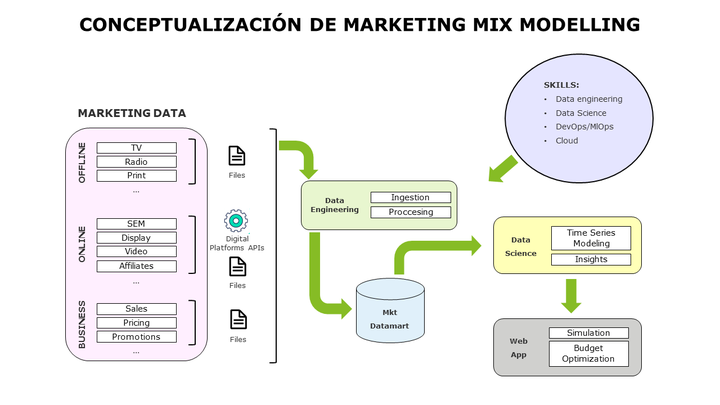 CONCEPTUALIZACIÓN DE MARKETING MIX MODELLING
SKILLS:
• Data engineering
• Data Science
• DevOps/MlOps
• Cloud
MARKETING DATA
OFFLINE
TV
Radio
Print
...
Files
ONLINE
SEM
Display
Video
Affiliates
...
Digital
Platforms APIs
Files
BUSINESS
Sales
Pricing
Promotions
...
Files
Data
Engineering
Ingestion
Proccesing
Mkt
Datamart
Data
Science
Time Series
Modeling
Insights
Web
App
Simulation
Budget
Optimization